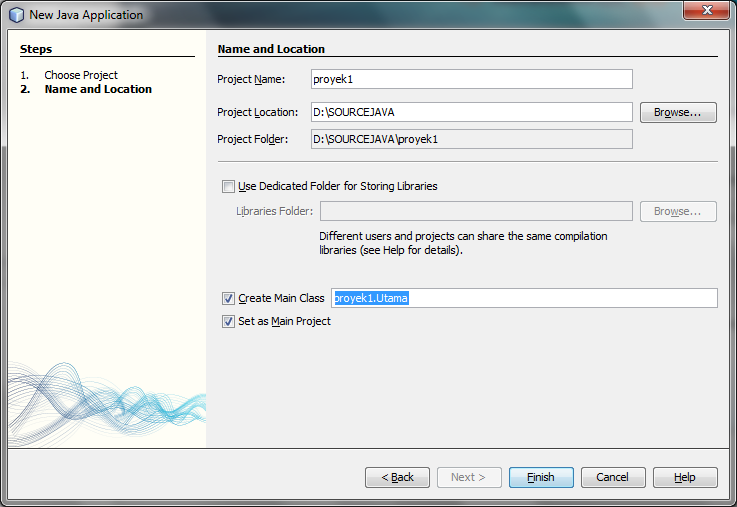 New Java Application
Steps
1. Choose Project
2. Name and Location
Name and Location
Project Name: proyek1
Project Location: D:\SOURCEJAVA Browse...
Project Folder: D:\SOURCEJAVA\proyek1
Use Dedicated Folder for Storing Libraries
Libraries Folder: Browse...
Different users and projects can share the same compilation
libraries (see Help for details).
Create Main Class proyek1.Utama
Set as Main Project
< Back Next > Finish Cancel Help